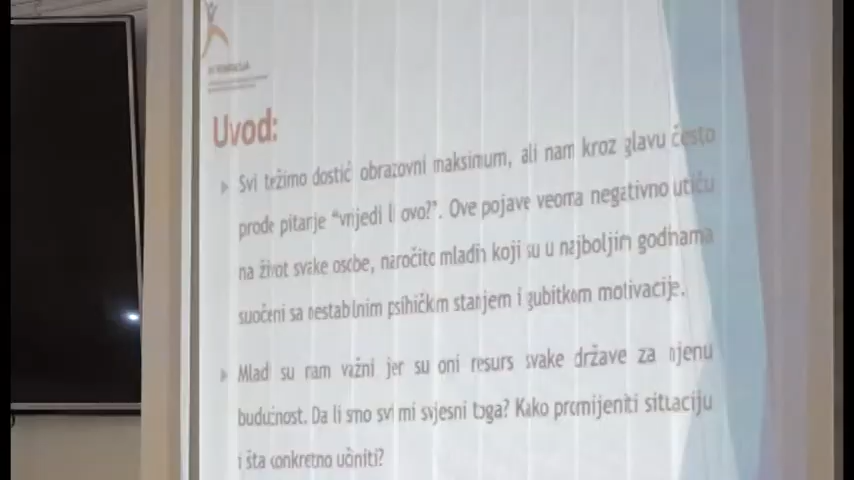 Uvod:
Svi težimo dostić obrazovni maksimum, ali nam kroz glavu često
prođe pitanje "vrijedi li ovo?". Ove pojave veoma negativno utiču
na život svake osobe, naročito mladih koji su u najboljim godinama
suočeni sa nestabilnim psihičkim stanjem i gubitkom motivacije.
Mladi su nam važni jer su oni resurs svake države za njenu
budućnost. Da li smo svi mi svjesni toga? Kako promijeniti situaciju
i šta konkretno učiniti?